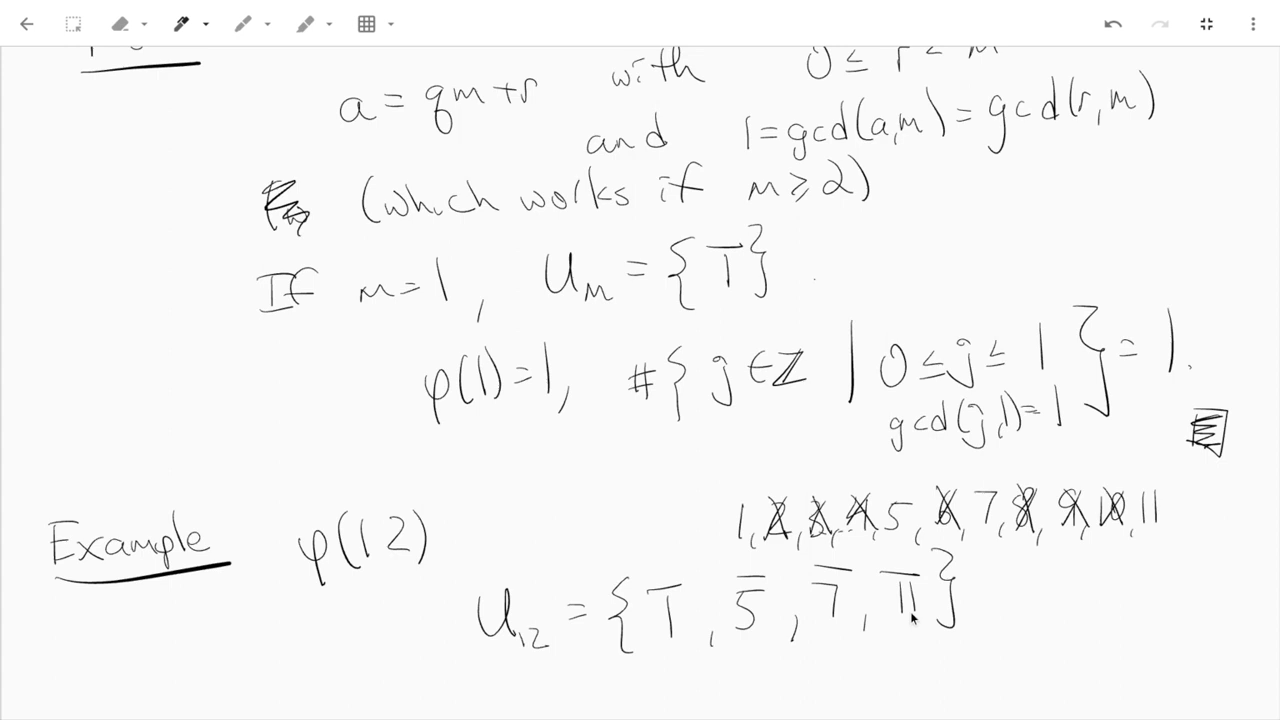 a = qm+r with 0 ≤ r < m
and 1 = gcd(a,m) = gcd(r,m)
(which works if m ≥ 2)
If m = 1, U_m = { 1̅ }
φ(1) = 1, #{ j ∈ ℤ | 0 ≤ j ≤ 1
gcd(j,1) = 1 } = 1.
1, 2, 3, 4, 5, 6, 7, 8, 9, 10, 11
Example φ(12)
U_12 = { 1̅, 5̅, 7̅, 1̅1̅ }